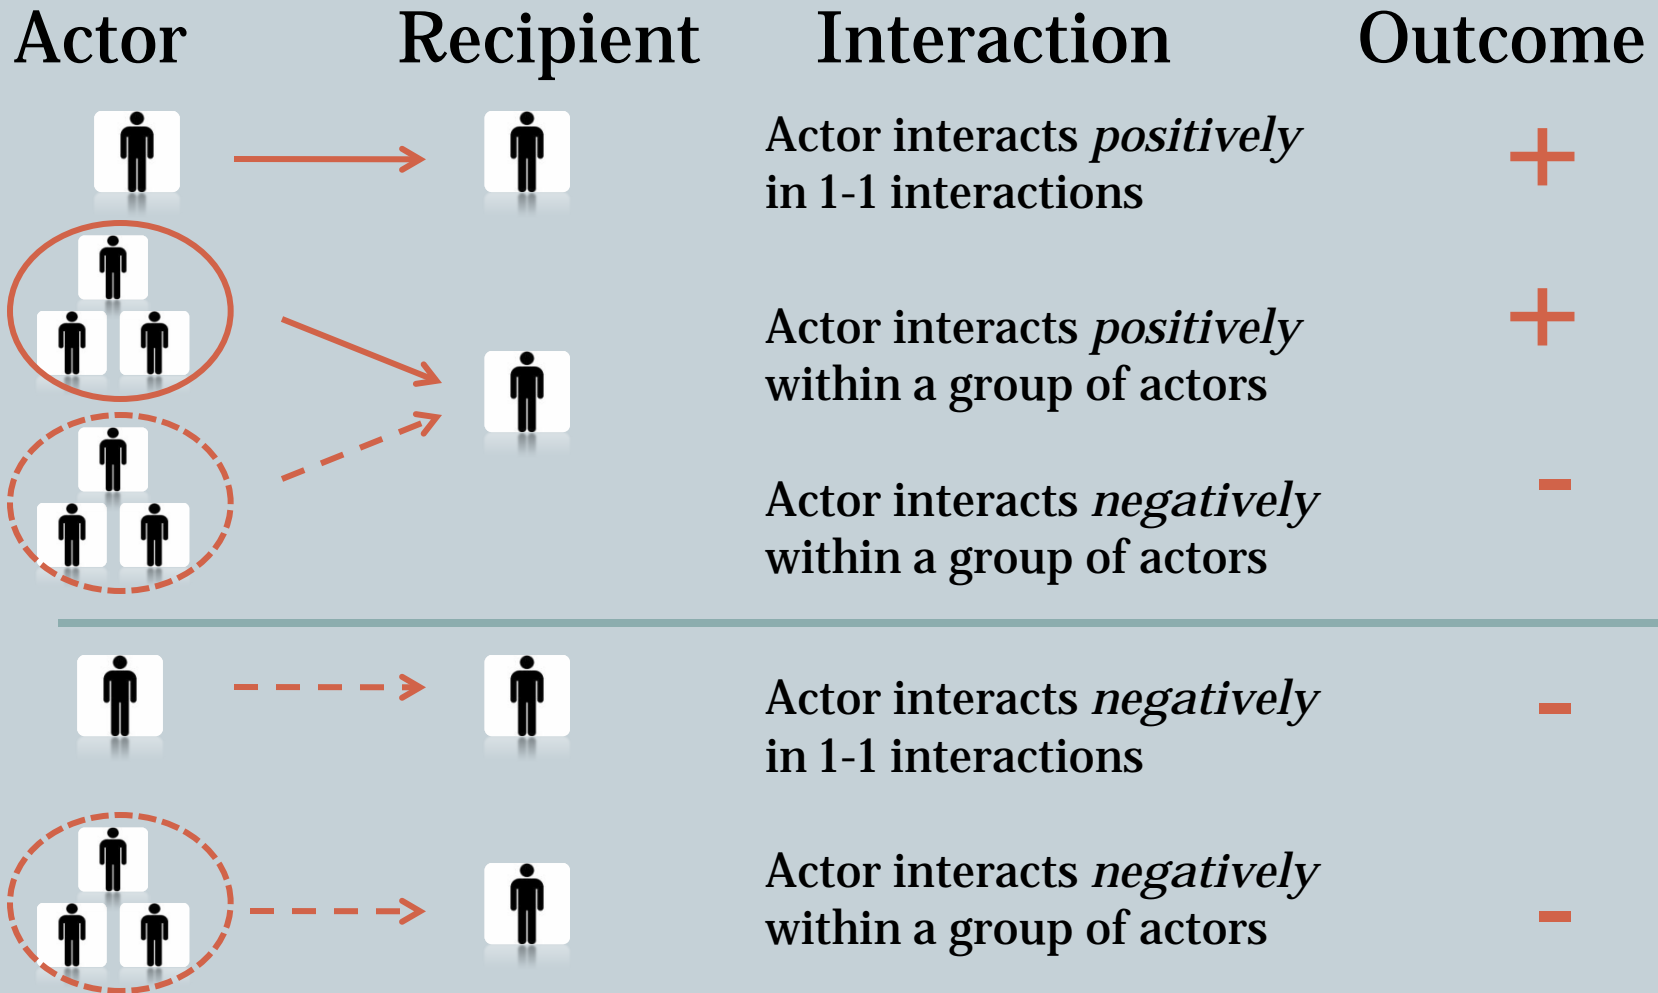 Actor Recipient Interaction Outcome
Actor interacts positively
in 1-1 interactions
+
Actor interacts positively
within a group of actors
+
Actor interacts negatively
within a group of actors
-
Actor interacts negatively
in 1-1 interactions
-
Actor interacts negatively
within a group of actors
-